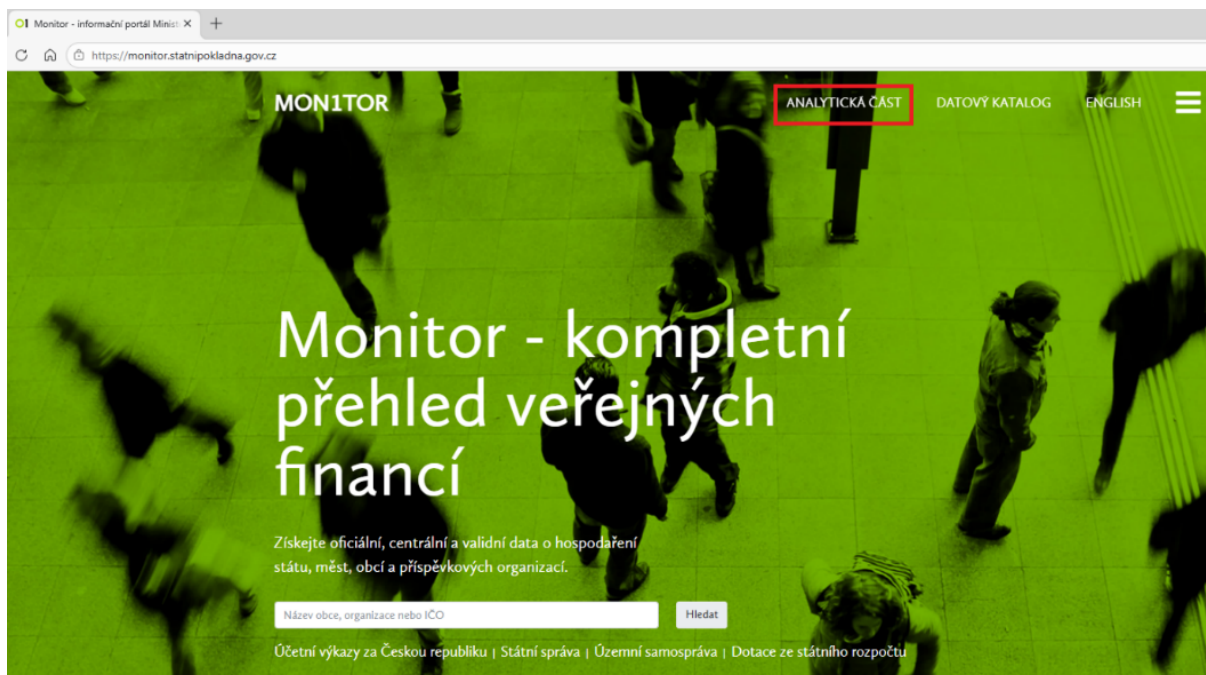 Monitor - informační portál Minist
https://monitor.statnipokladna.gov.cz
MON1TOR
ANALYTICKÁ ČÁST
DATOVÝ KATALOG
ENGLISH
Monitor - kompletní
přehled veřejných
financí
Získejte oficiální, centrální a validní data o hospodaření
státu, měst, obcí a příspěvkových organizací.
Název obce, organizace nebo IČO
Hledat
Účetní výkazy za Českou republiku | Státní správa | Územní samospráva | Dotace ze státního rozpočtu